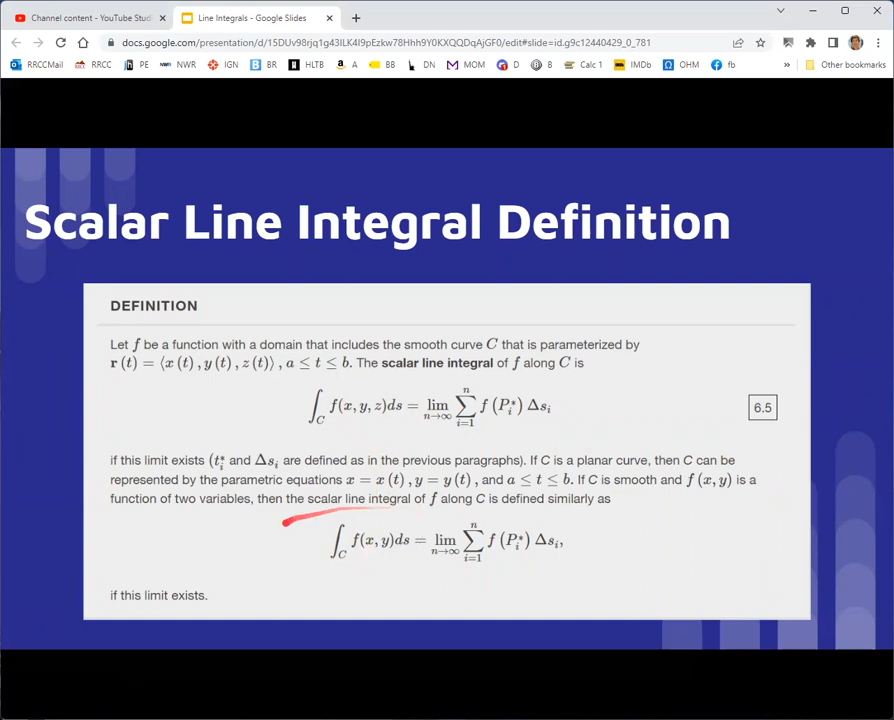 Channel content - YouTube Stud
Line Integrals - Google Slides
docs.google.com/presentation/d/15DUv98rjq1g43ILK4I9pEzkw78Hhh9Y0KXQQDqAjGF0/edit#slide=id.g9c12440429_0_781
RRCCMail RRCC PE NWR IGN BR HLTB A BB DN MOM D B Calc 1 IMDb OHM fb » Other bookmarks
Scalar Line Integral Definition
DEFINITION
Let f be a function with a domain that includes the smooth curve C that is parameterized by
r (t) = ⟨x (t) , y (t) , z (t)⟩ , a ≤ t ≤ b. The scalar line integral of f along C is
∫_C f(x, y, z)ds = lim_{n→∞} ∑_{i=1}^{n} f (P_i^*) Δs_i
6.5
if this limit exists (t_i^* and Δs_i are defined as in the previous paragraphs). If C is a planar curve, then C can be
represented by the parametric equations x = x (t) , y = y (t) , and a ≤ t ≤ b. If C is smooth and f (x, y) is a
function of two variables, then the scalar line integral of f along C is defined similarly as
∫_C f(x, y)ds = lim_{n→∞} ∑_{i=1}^{n} f (P_i^*) Δs_i,
if this limit exists.